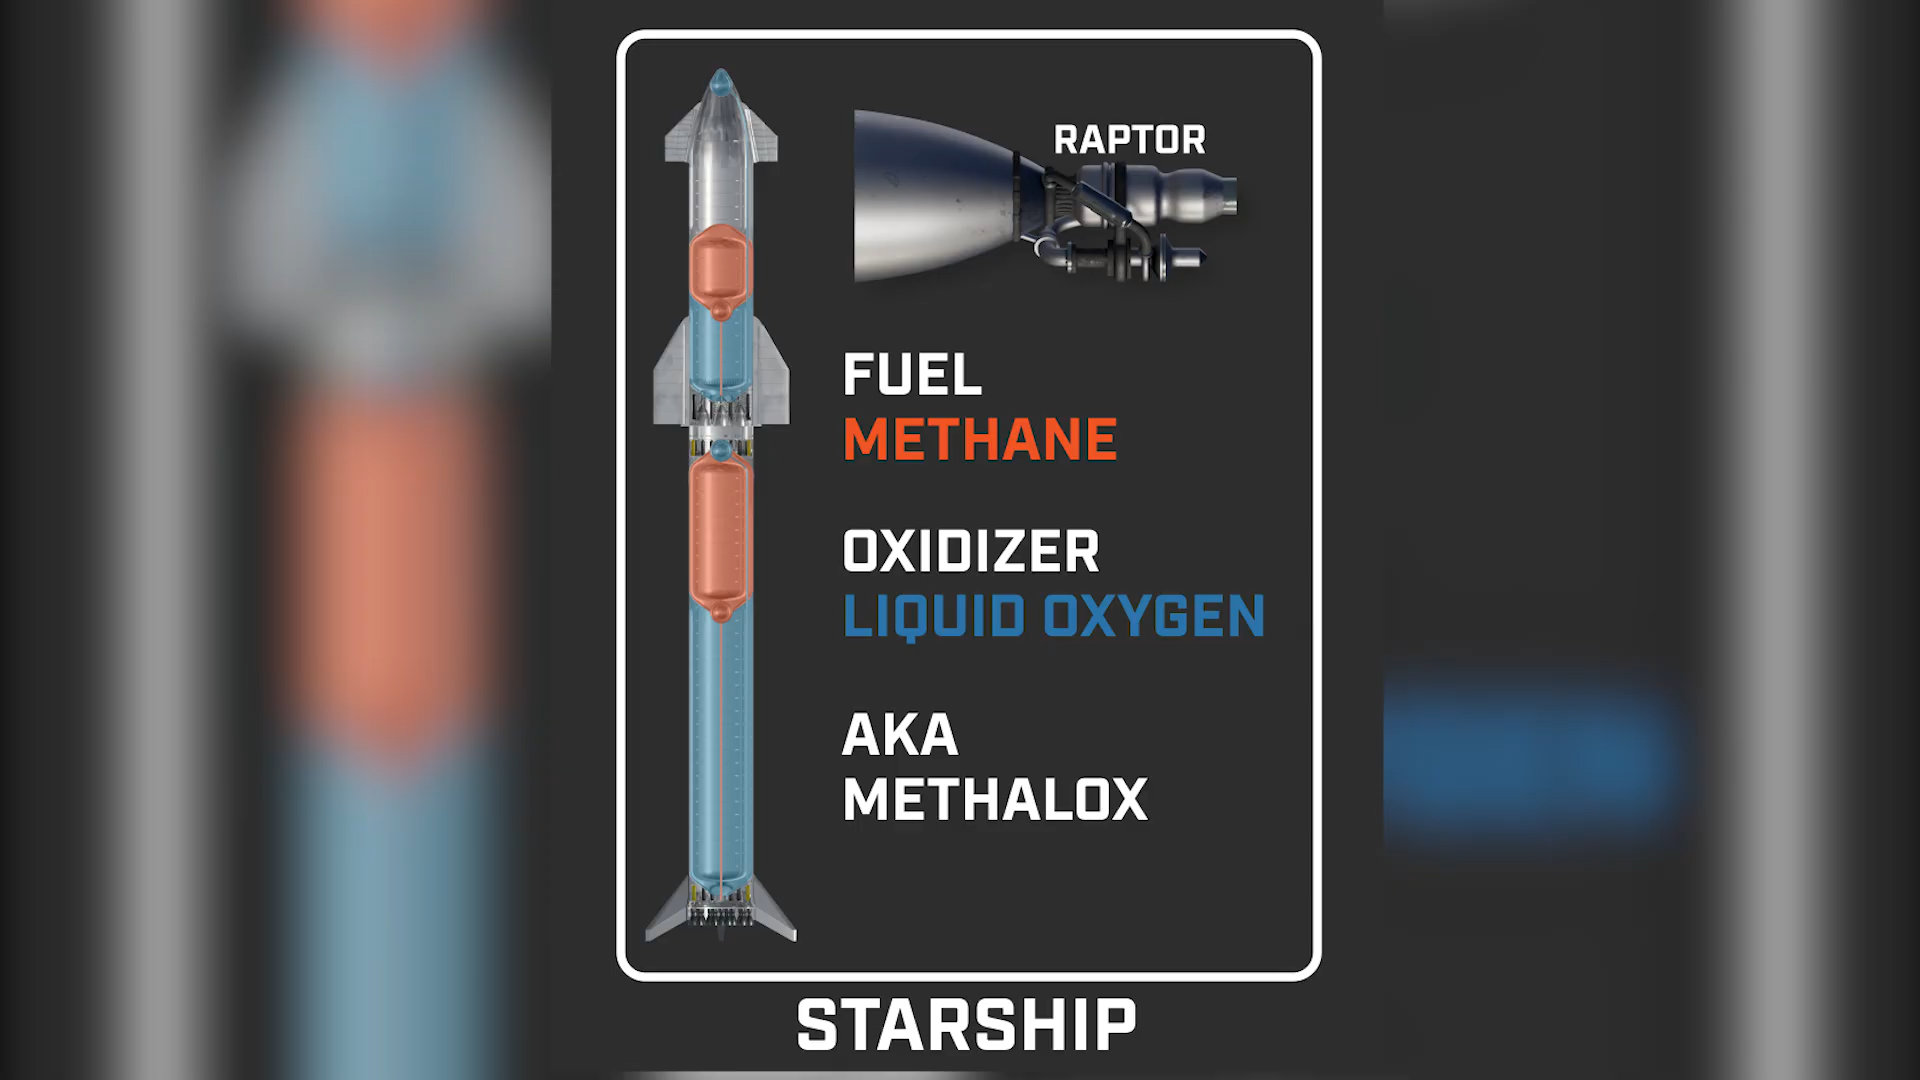 RAPTOR
FUEL
METHANE
OXIDIZER
LIQUID OXYGEN
AKA
METHALOX
STARSHIP